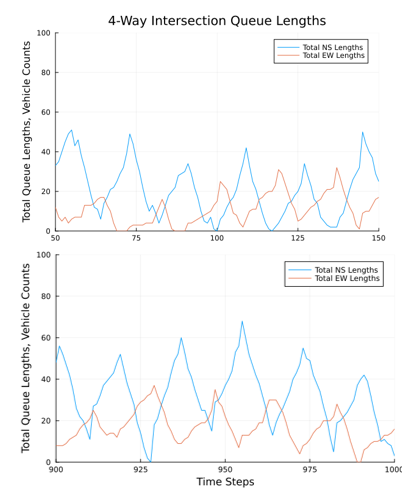 4-Way Intersection Queue Lengths
Total Queue Lengths, Vehicle Counts
100
80
60
40
20
0
Total NS Lengths
Total EW Lengths
50 75 100 125 150
Total Queue Lengths, Vehicle Counts
100
80
60
40
20
0
Total NS Lengths
Total EW Lengths
900 925 950 975 1000
Time Steps